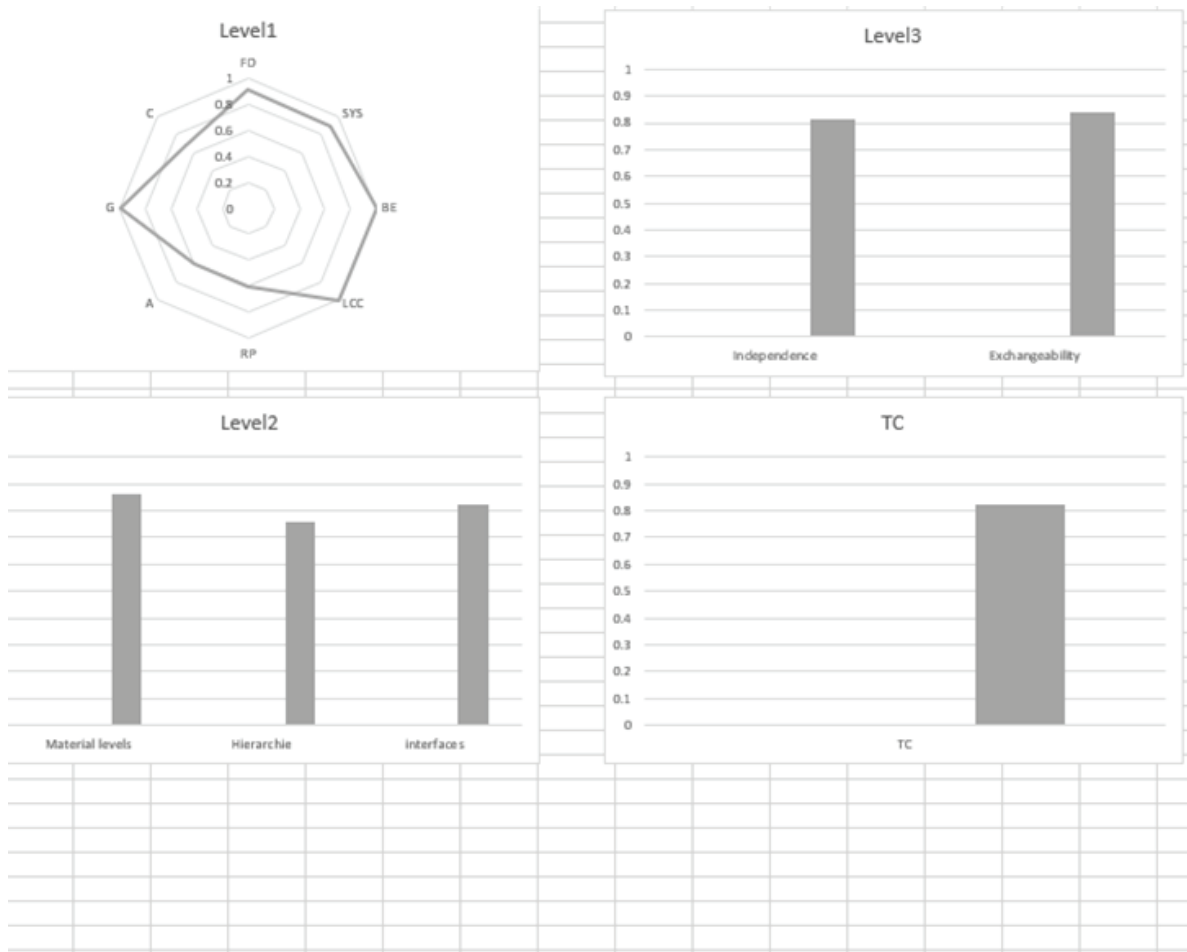 Level1
FD
1
C
0.8
SYS
0.6
0.4
0.2
G
0
BE
A
LCC
RP
Level3
1
0.9
0.8
0.7
0.6
0.5
0.4
0.3
0.2
0.1
0
Independence
Exchangeability
Level2
Material levels
Hierarchie
interfaces
TC
1
0.9
0.8
0.7
0.6
0.5
0.4
0.3
0.2
0.1
0
TC